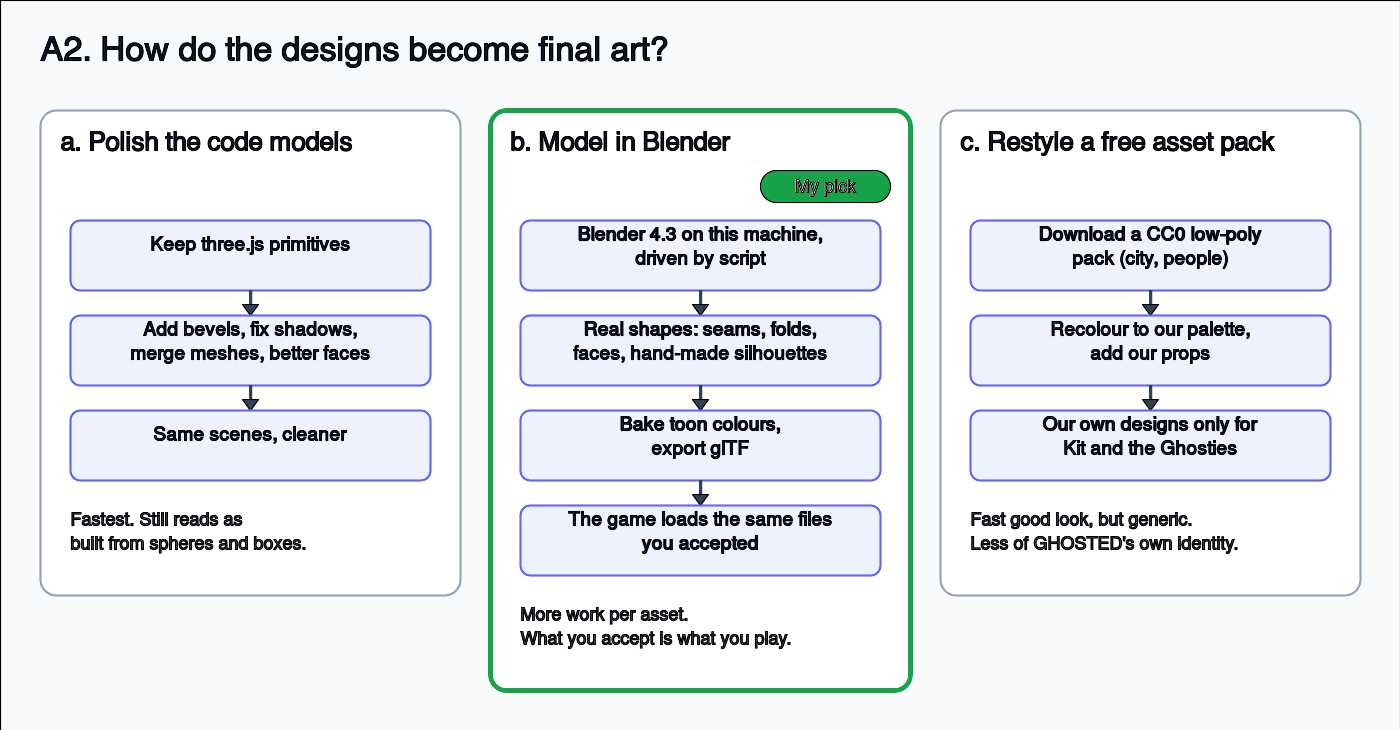 A2. How do the designs become final art?
a. Polish the code models
Keep three.js primitives
Add bevels, fix shadows,
merge meshes, better faces
Same scenes, cleaner
Fastest. Still reads as
built from spheres and boxes.
b. Model in Blender
My pick
Blender 4.3 on this machine,
driven by script
Real shapes: seams, folds,
faces, hand-made silhouettes
Bake toon colours,
export glTF
The game loads the same files
you accepted
More work per asset.
What you accept is what you play.
c. Restyle a free asset pack
Download a CC0 low-poly
pack (city, people)
Recolour to our palette,
add our props
Our own designs only for
Kit and the Ghosties
Fast good look, but generic.
Less of GHOSTED's own identity.